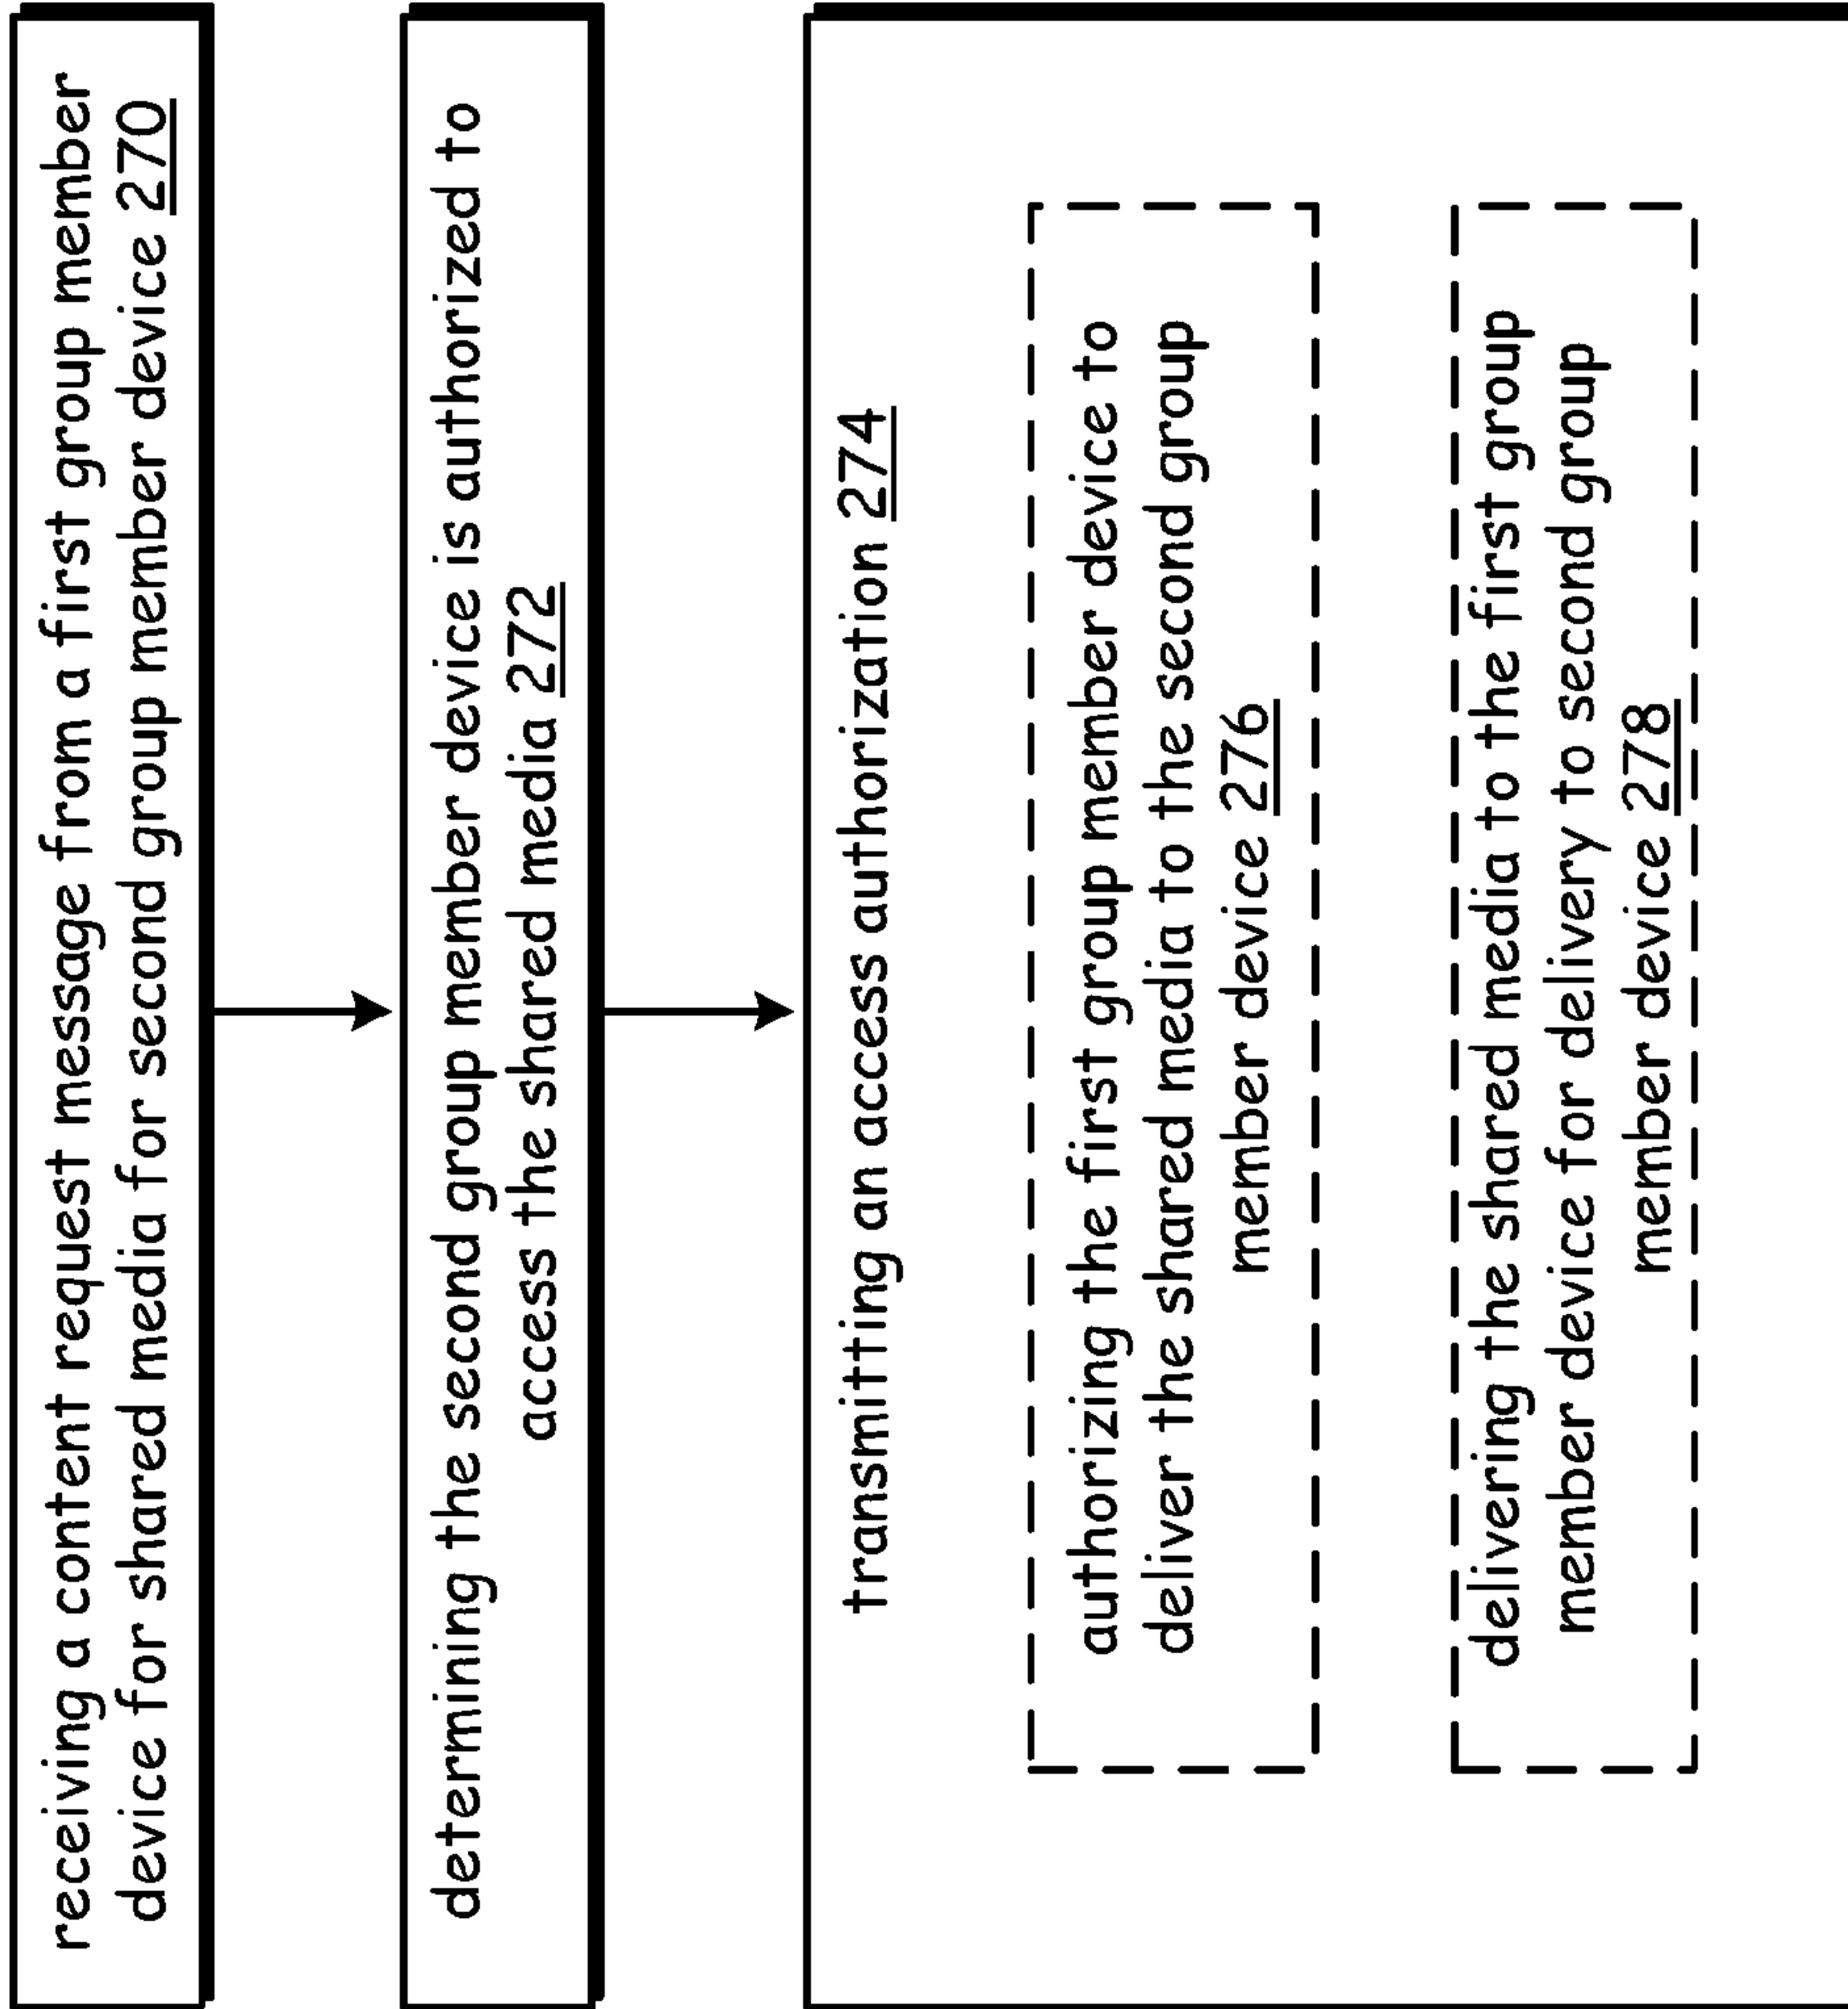 receiving a content request message from a first group member
device for shared media for second group member device 270
determining the second group member device is authorized to
access the shared media 272
transmitting an access authorization 274
authorizing the first group member device to
deliver the shared media to the second group
member device 276
delivering the shared media to the first group
member device for delivery to second group
member device 278